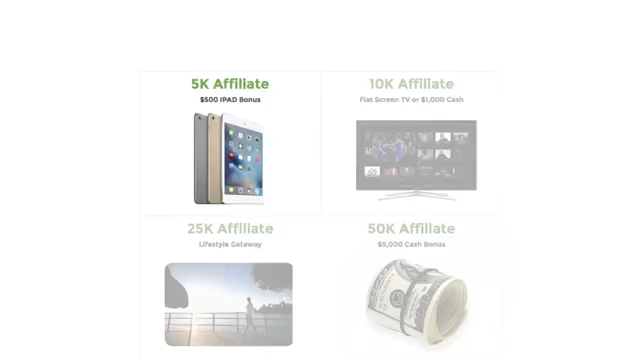 5K Affiliate
$500 IPAD Bonus
10K Affiliate
Flat Screen TV or $1,000 Cash
25K Affiliate
Lifestyle Getaway
50K Affiliate
$5,000 Cash Bonus